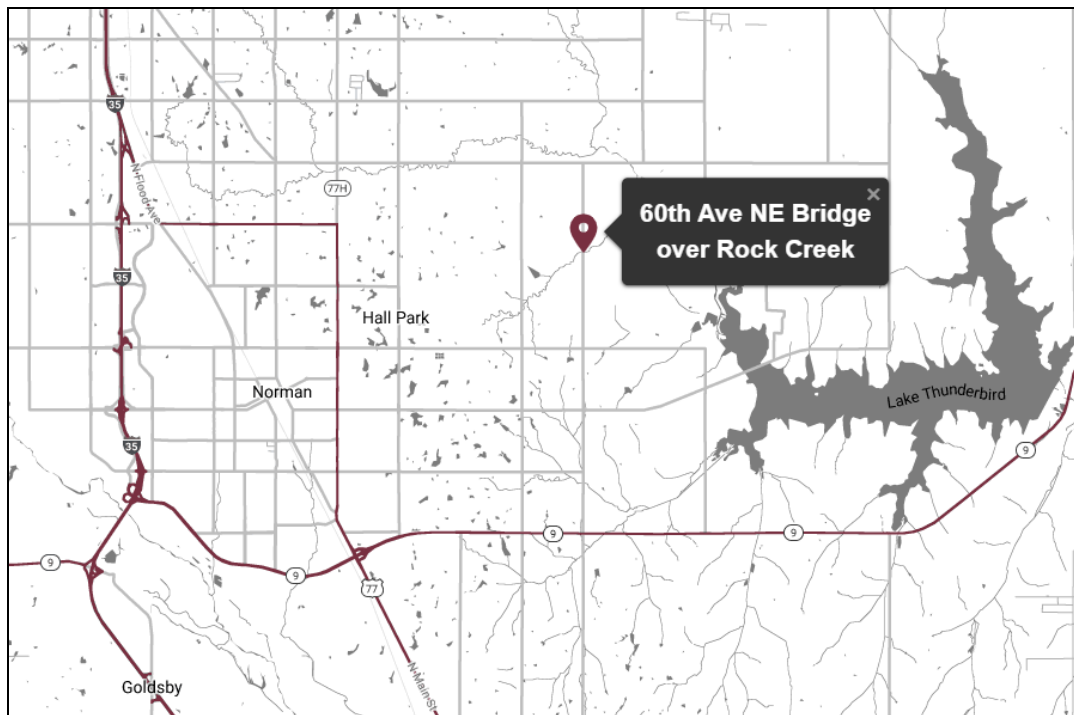 35
N Flood Ave
77H
×
60th Ave NE Bridge
over Rock Creek
35
Hall Park
Norman
Lake Thunderbird
35
9
9
9
9
9
77
N Main St
Goldsby